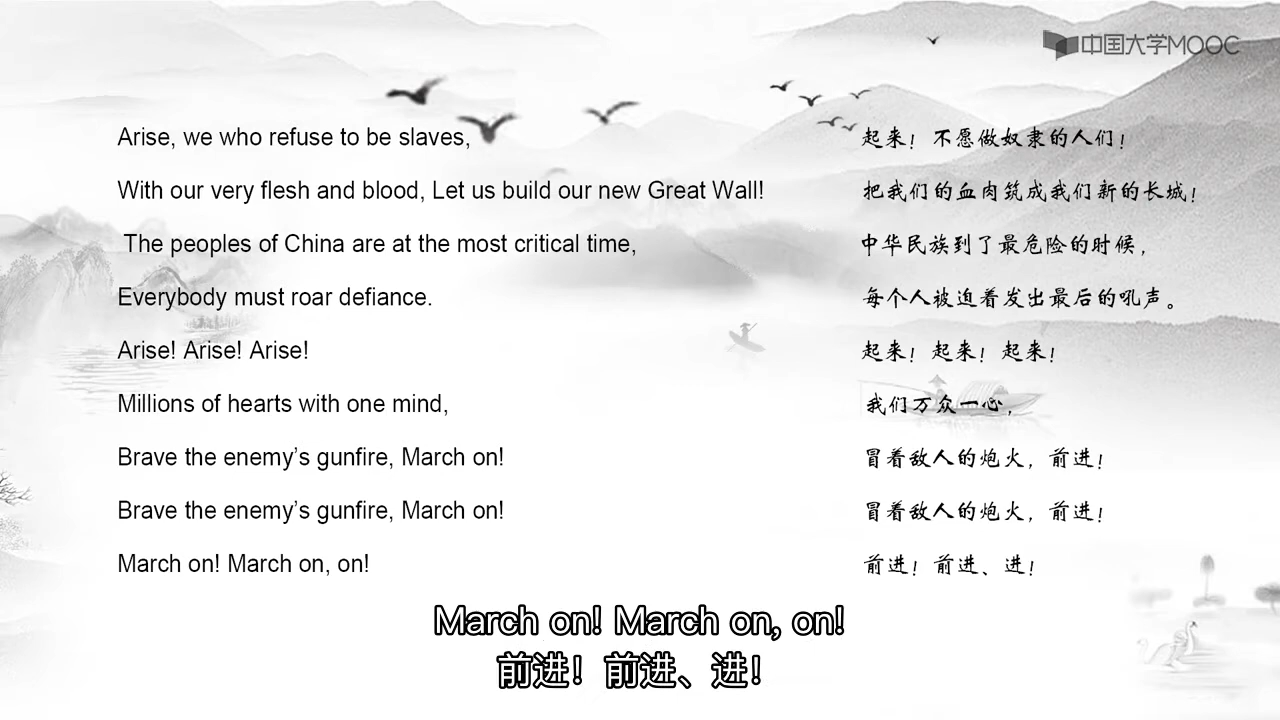 中国大学MOOC
Arise, we who refuse to be slaves,
起来！不愿做奴隶的人们！
With our very flesh and blood, Let us build our new Great Wall!
把我们的血肉筑成我们新的长城！
The peoples of China are at the most critical time,
中华民族到了最危险的时候，
Everybody must roar defiance.
每个人被迫着发出最后的吼声。
Arise! Arise! Arise!
起来！起来！起来！
Millions of hearts with one mind,
我们万众一心，
Brave the enemy’s gunfire, March on!
冒着敌人的炮火，前进！
Brave the enemy’s gunfire, March on!
冒着敌人的炮火，前进！
March on! March on, on!
前进！前进、进！
March on! March on, on!
前进！前进、进！